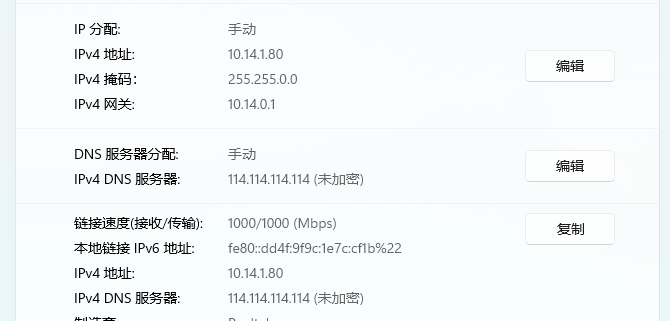 IP 分配: 手动
IPv4 地址: 10.14.1.80
IPv4 掩码： 255.255.0.0
编辑
IPv4 网关: 10.14.0.1
DNS 服务器分配: 手动
编辑
IPv4 DNS 服务器: 114.114.114.114 (未加密)
链接速度(接收/传输): 1000/1000 (Mbps)
复制
本地链接 IPv6 地址: fe80::dd4f:9f9c:1e7c:cf1b%22
IPv4 地址: 10.14.1.80
IPv4 DNS 服务器: 114.114.114.114 (未加密)